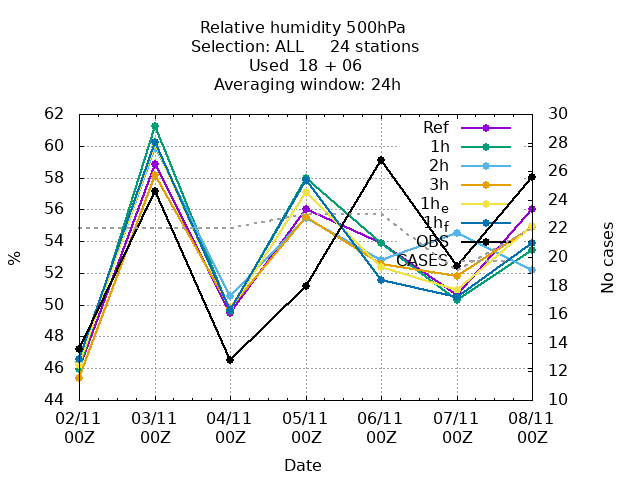 Relative humidity 500hPa
Selection: ALL     24 stations
Used  18 + 06
Averaging window: 24h
62
60
58
56
54
52
50
48
46
44
%
30
28
26
24
22
20
18
16
14
12
10
No cases
Ref
1h
2h
3h
1he
1hf
OBS
CASES
02/11 03/11 04/11 05/11 06/11 07/11 08/11
00Z 00Z 00Z 00Z 00Z 00Z 00Z
Date